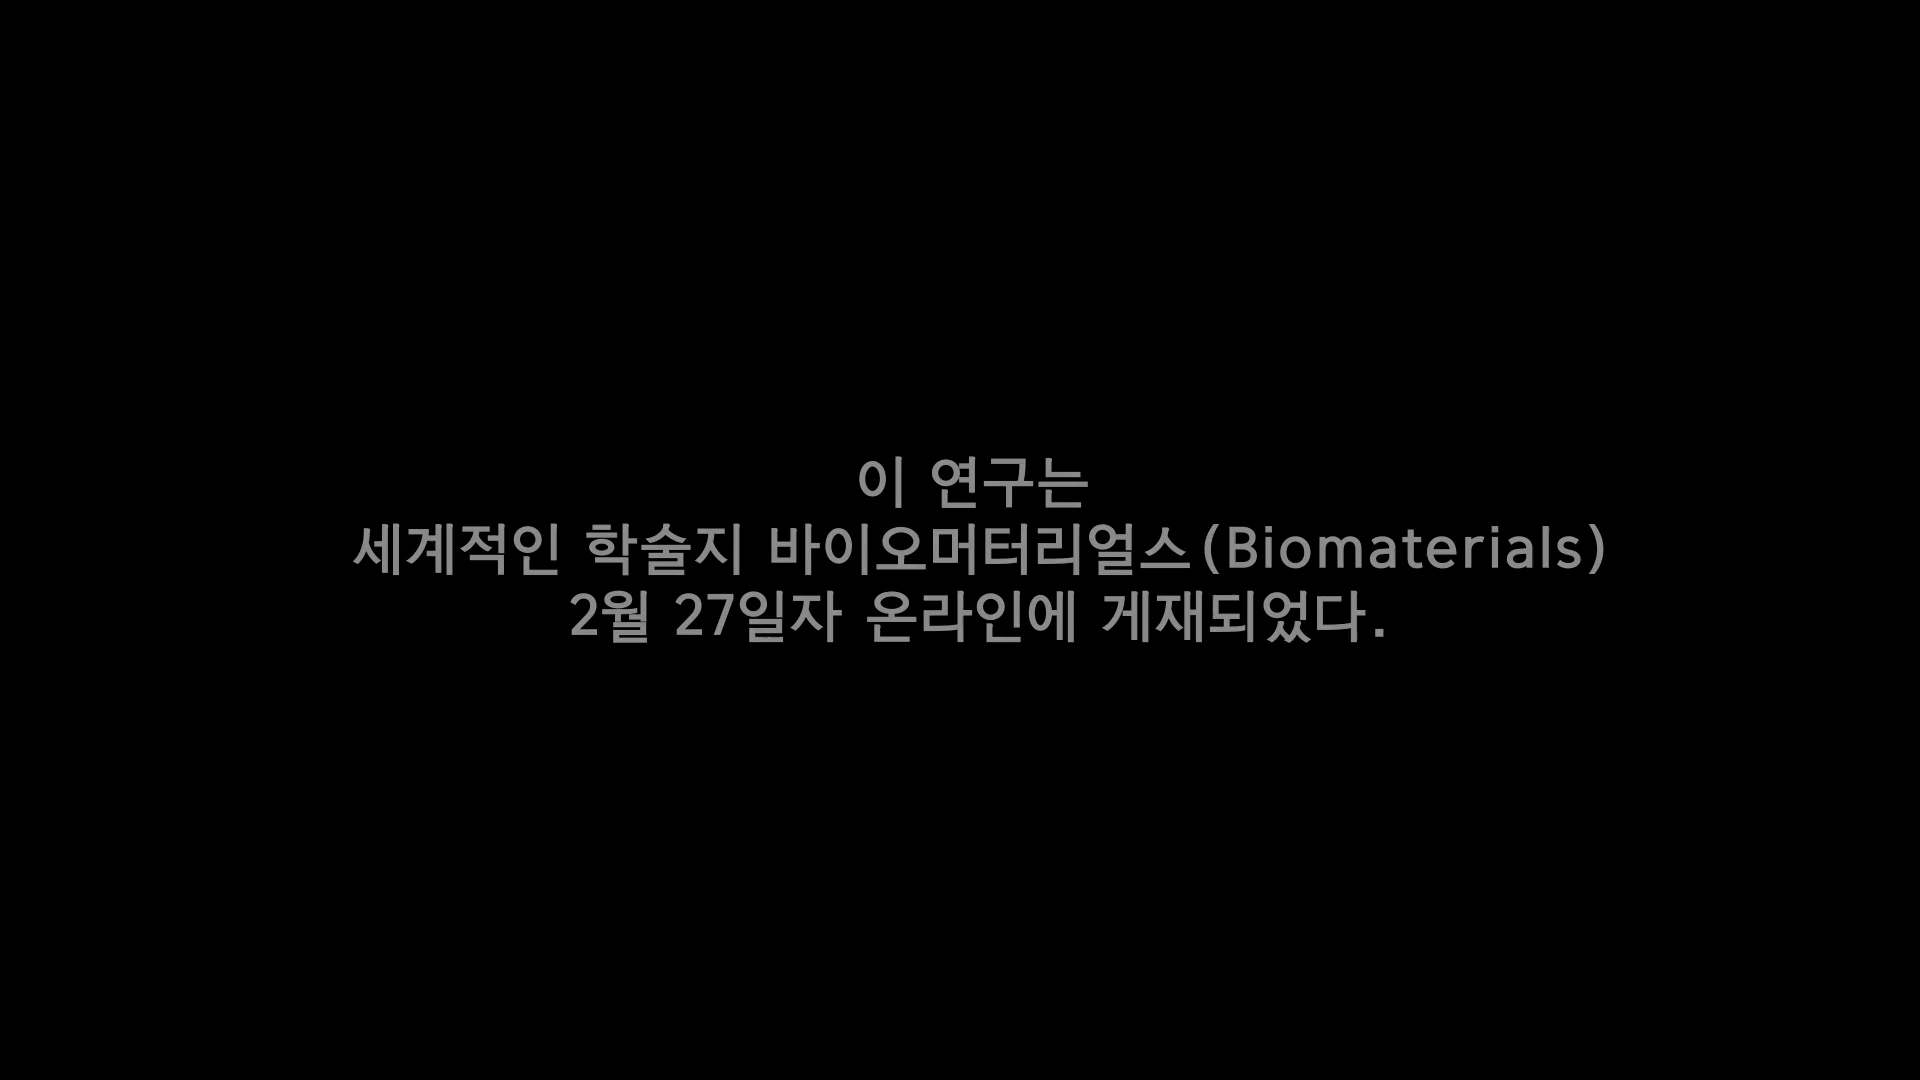 이 연구는
세계적인 학술지 바이오머터리얼스(Biomaterials)
2월 27일자 온라인에 게재되었다.